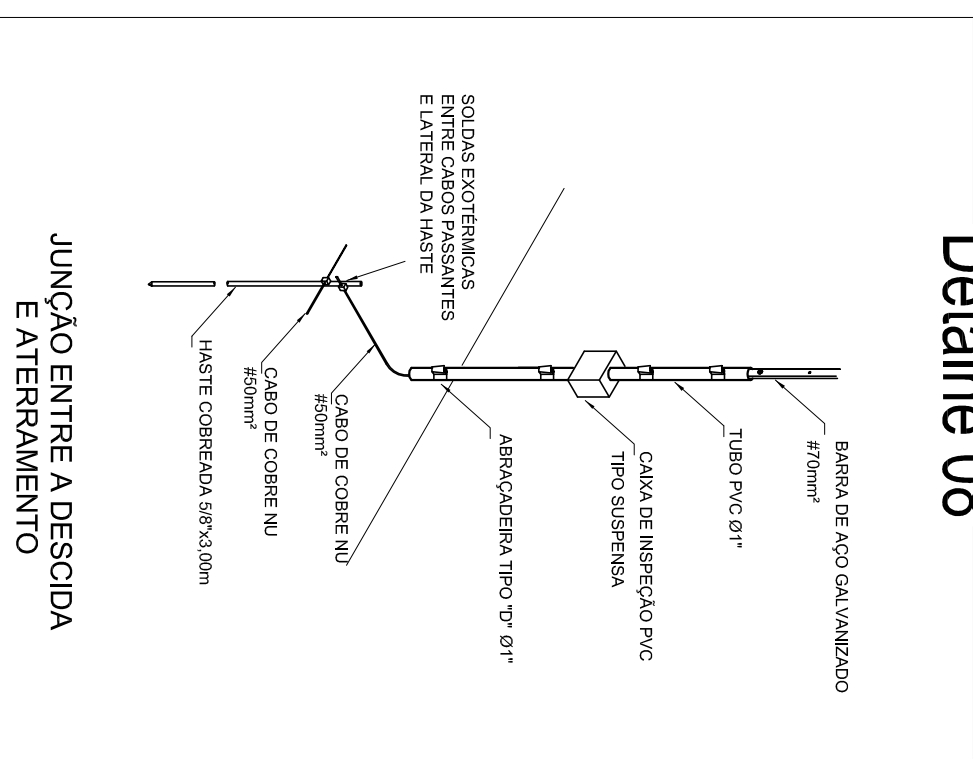 Detalhe 08
BARRA DE AÇO GALVANIZADO
#70mm²
TUBO PVC Ø1"
CAIXA DE INSPEÇÃO PVC
TIPO SUSPENSA
ABRAÇADEIRA TIPO "D" Ø1"
SOLDAS EXOTÉRMICAS
ENTRE CABOS PASSANTES
E LATERAL DA HASTE
CABO DE COBRE NU
#50mm²
CABO DE COBRE NU
#50mm²
HASTE COBREADA 5/8"x3,00m
JUNÇÃO ENTRE A DESCIDA
E ATERRAMENTO